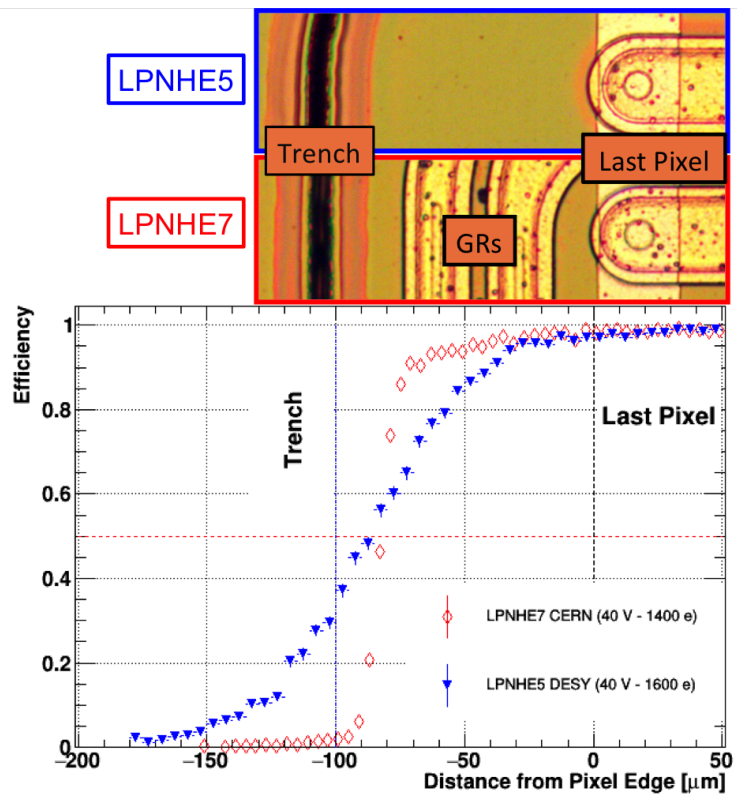 LPNHE5
Trench
Last Pixel
LPNHE7
GRs
Efficiency
1
0.8
0.6
0.4
0.2
0
Trench
Last Pixel
LPNHE7 CERN (40 V - 1400 e)
LPNHE5 DESY (40 V - 1600 e)
−200
−150
−100
−50
0
50
Distance from Pixel Edge [μm]